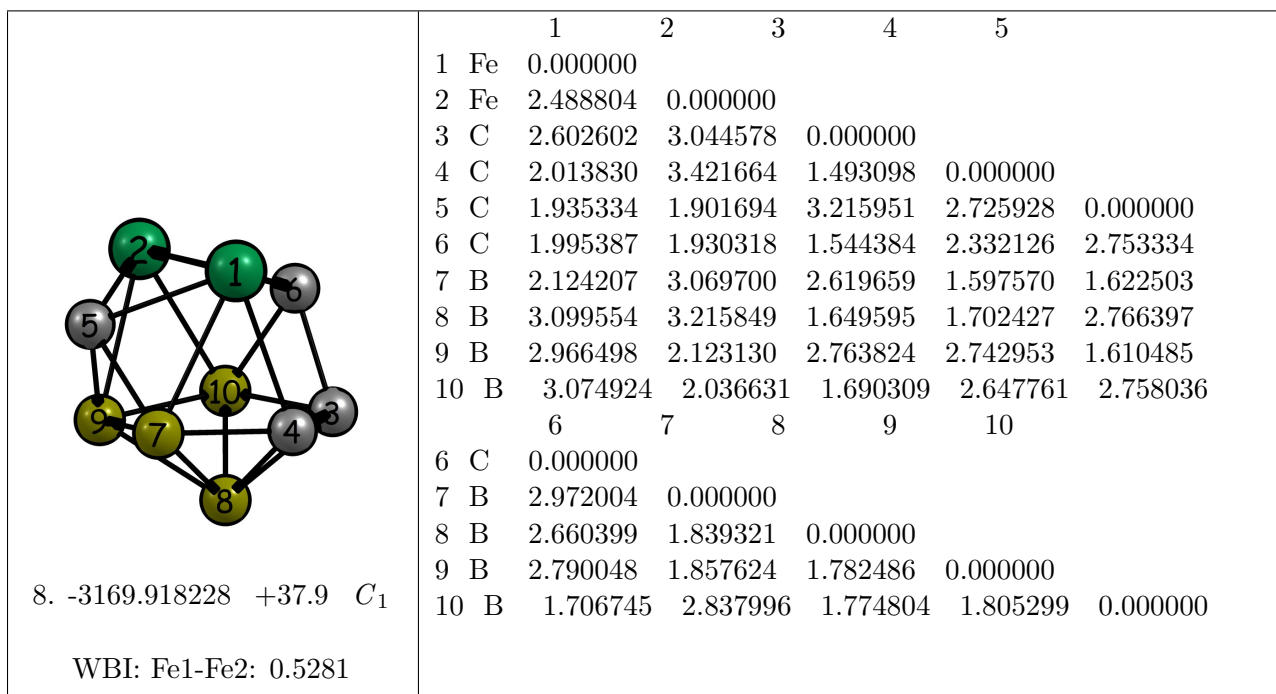 1 2 3 4 5
1 Fe 0.000000
2 Fe 2.488804 0.000000
3 C 2.602602 3.044578 0.000000
4 C 2.013830 3.421664 1.493098 0.000000
5 C 1.935334 1.901694 3.215951 2.725928 0.000000
6 C 1.995387 1.930318 1.544384 2.332126 2.753334
7 B 2.124207 3.069700 2.619659 1.597570 1.622503
8 B 3.099554 3.215849 1.649595 1.702427 2.766397
9 B 2.966498 2.123130 2.763824 2.742953 1.610485
10 B 3.074924 2.036631 1.690309 2.647761 2.758036
6 7 8 9 10
6 C 0.000000
7 B 2.972004 0.000000
8 B 2.660399 1.839321 0.000000
9 B 2.790048 1.857624 1.782486 0.000000
10 B 1.706745 2.837996 1.774804 1.805299 0.000000
2
1
6
5
10
9
7
4
3
8
8. -3169.918228 +37.9 C₁
WBI: Fe1-Fe2: 0.5281